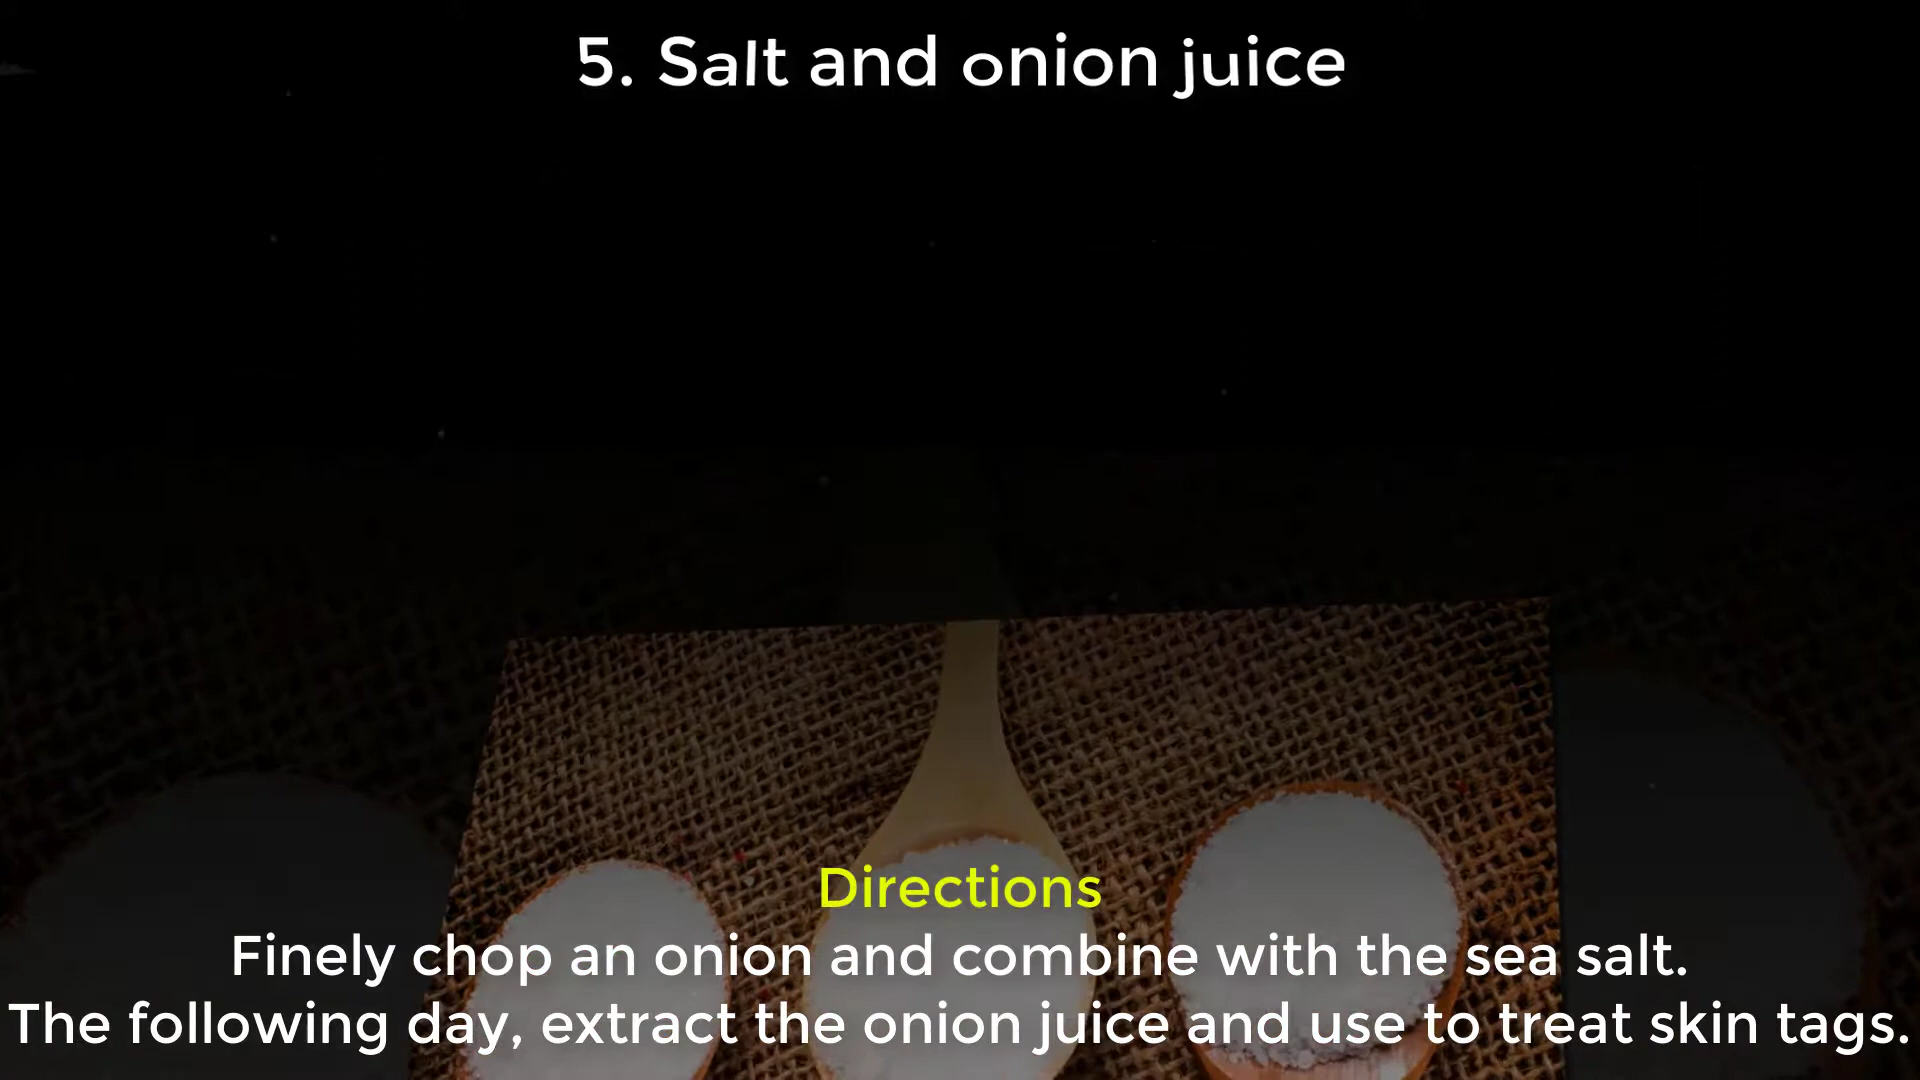 5. Salt and onion juice
Directions
Finely chop an onion and combine with the sea salt.
The following day, extract the onion juice and use to treat skin tags.